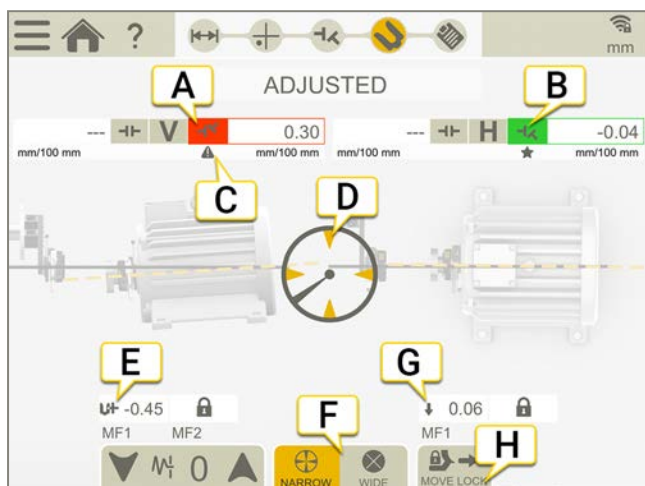 ?
mm
ADJUSTED
A
B
--- V 0.30
--- H -0.04
mm/100 mm mm/100 mm mm/100 mm mm/100 mm
C
D
E
G
F
-0.45
0.06
MF1 MF2
MF1
H
0
NARROW WIDE MOVE LOCK